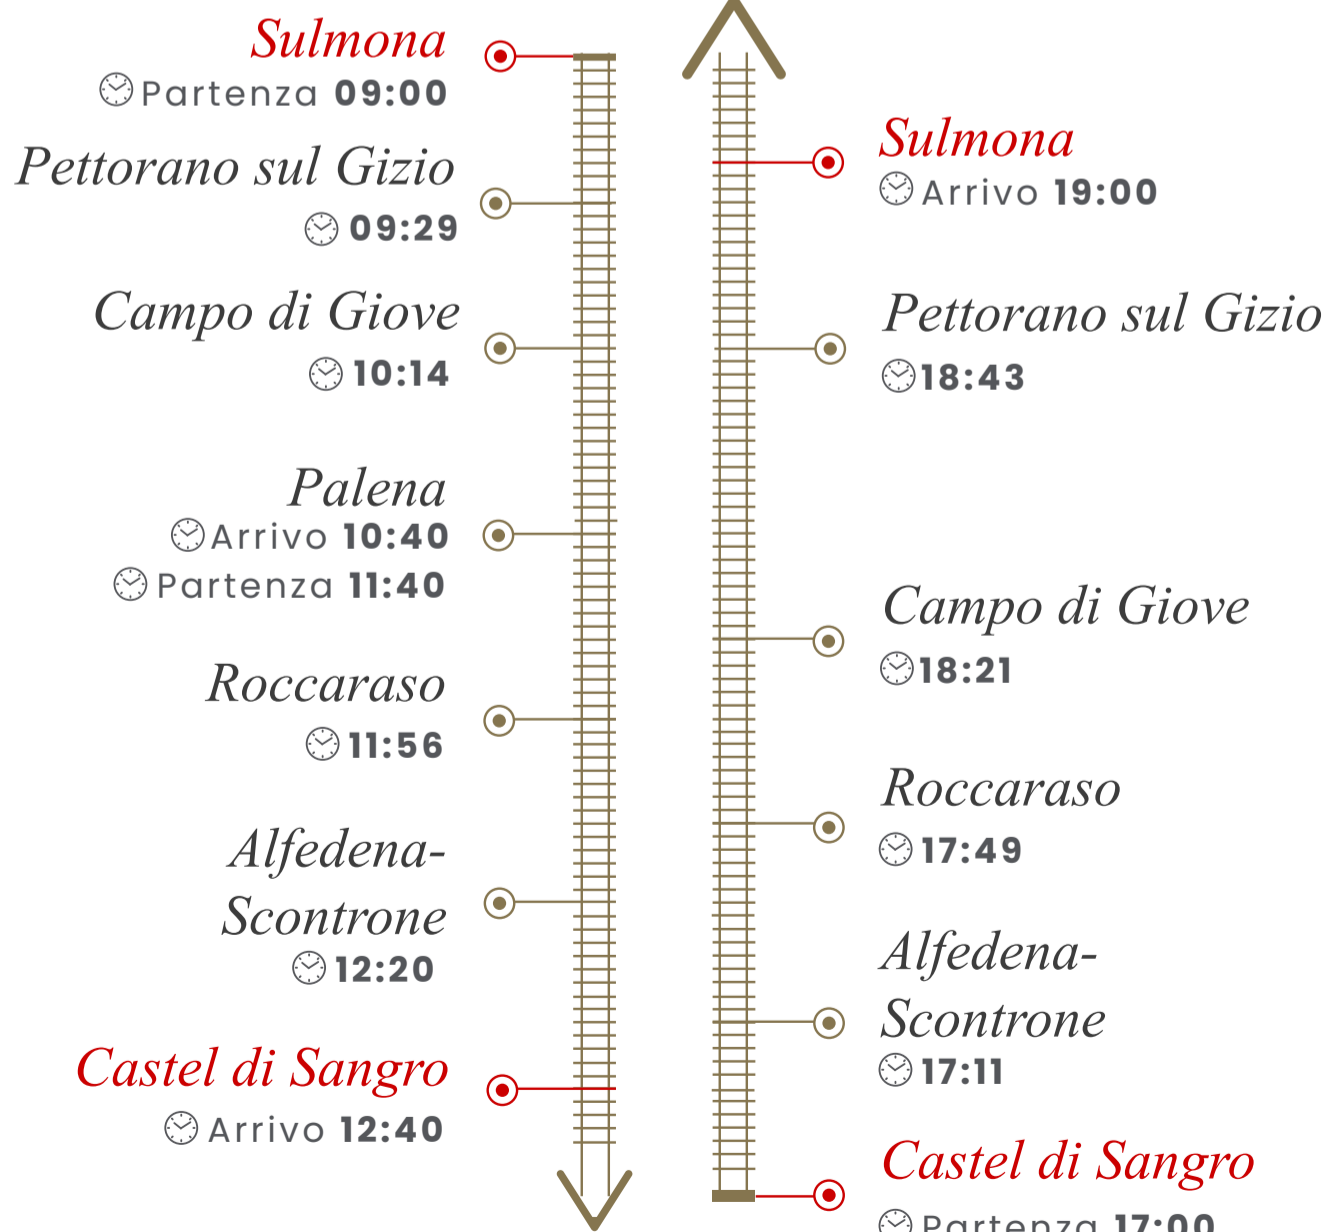 Sulmona
Partenza 09:00
Pettorano sul Gizio
09:29
Campo di Giove
10:14
Palena
Arrivo 10:40
Partenza 11:40
Roccaraso
11:56
Alfedena-
Scontrone
12:20
Castel di Sangro
Arrivo 12:40
Sulmona
Arrivo 19:00
Pettorano sul Gizio
18:43
Campo di Giove
18:21
Roccaraso
17:49
Alfedena-
Scontrone
17:11
Castel di Sangro
Partenza 17:00